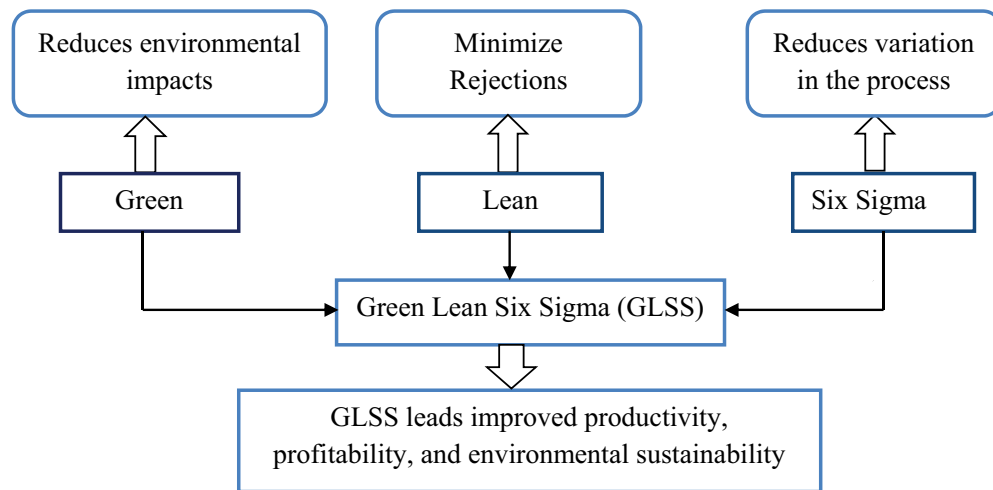 Reduces environmental
impacts
Minimize
Rejections
Reduces variation
in the process
Green
Lean
Six Sigma
Green Lean Six Sigma (GLSS)
GLSS leads improved productivity,
profitability, and environmental sustainability